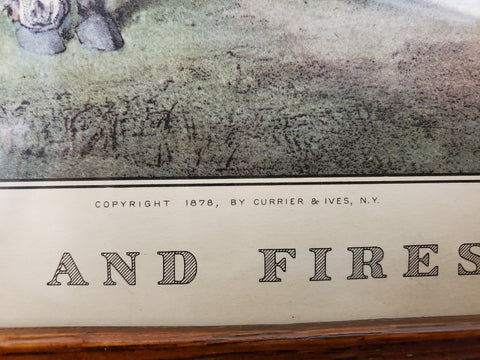 COPYRIGHT 1878, BY CURRIER & IVES, N.Y.
AND FIRES